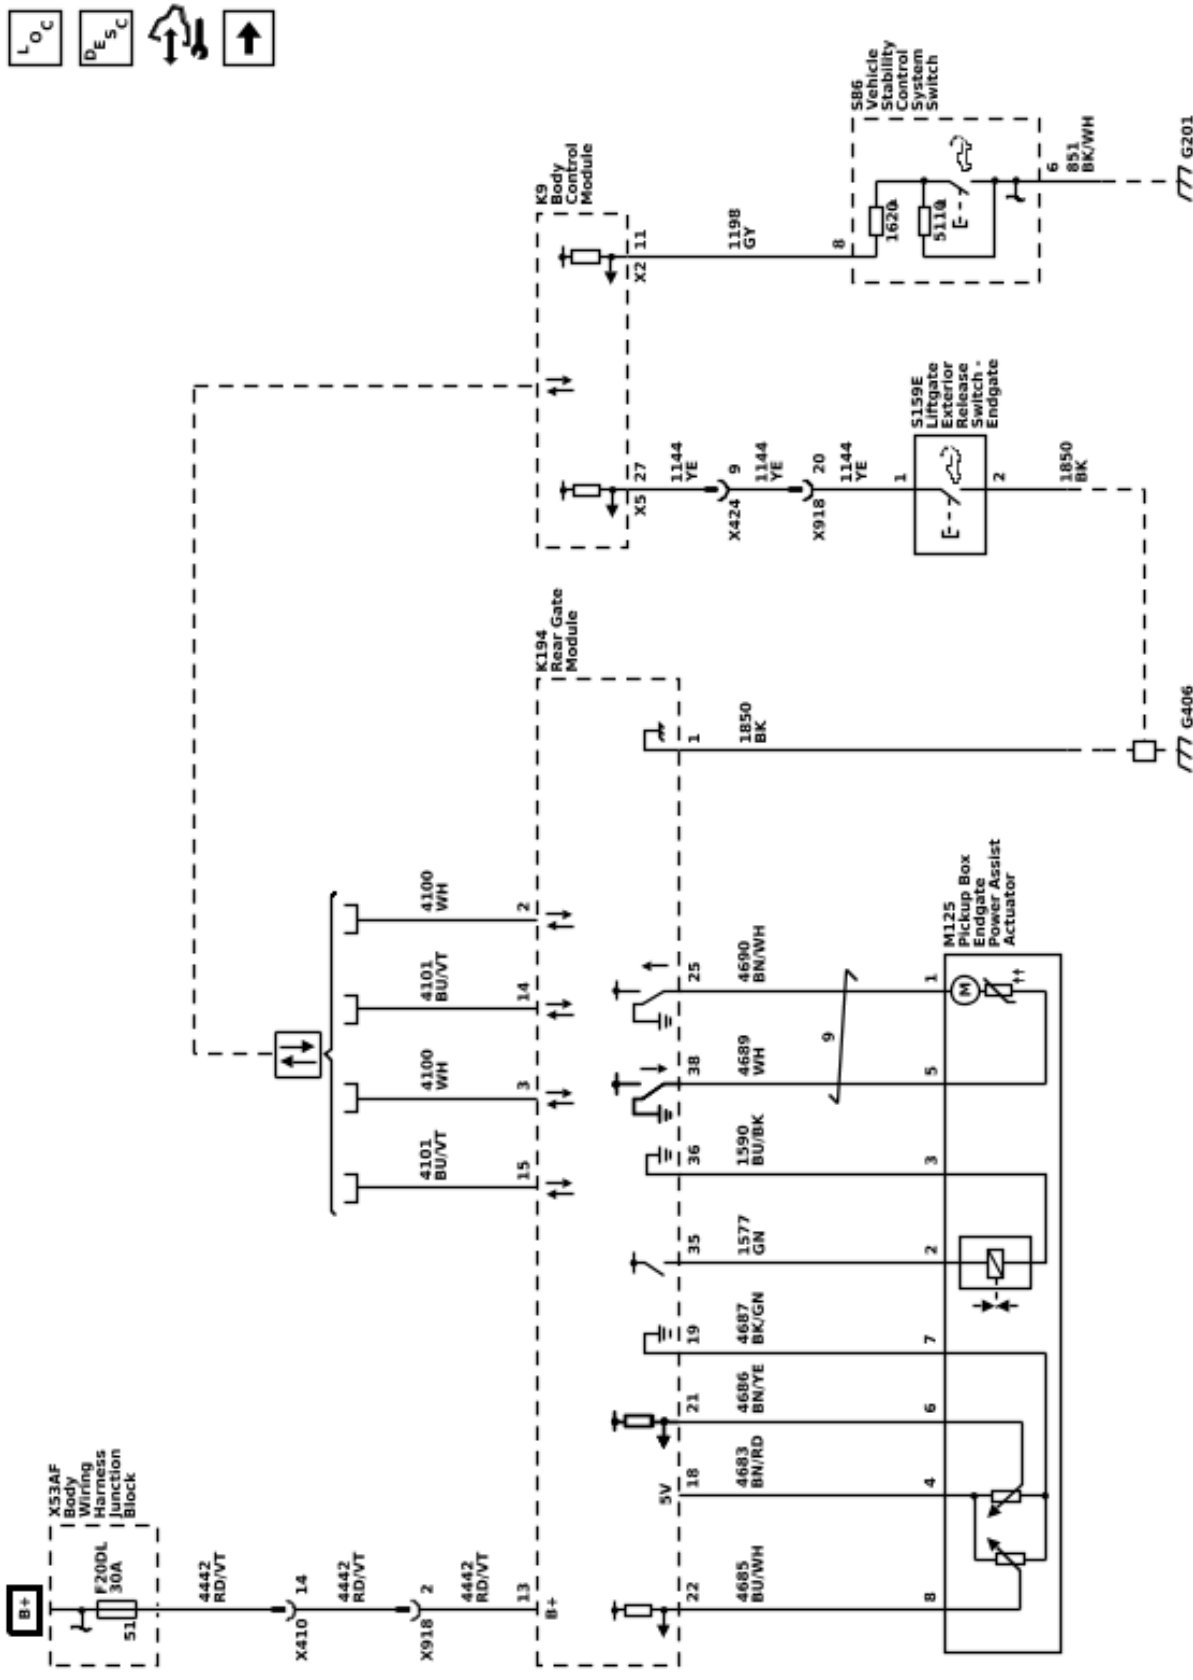 LOC
DESC
B+
X53AF
Body
Wiring
Harness
Junction
Block
F20DL
30A
51
4442
RD/VT
14
X410
4442
RD/VT
2
X918
4442
RD/VT
13
B+
4101
BU/VT
15
4100
WH
3
4101
BU/VT
14
4100
WH
2
K194
Rear Gate
Module
22
4685
BU/WH
8
5V
18
4683
BN/RD
4
21
4686
BN/YE
6
19
4687
BK/GN
7
35
1577
GN
2
36
1590
BU/BK
3
38
4689
WH
5
9
25
4690
BN/WH
1
M
M125
Pickup Box
Endgate
Power Assist
Actuator
1
1850
BK
G406
K9
Body
Control
Module
X5
27
1144
YE
X424
9
1144
YE
X918
20
1144
YE
1
S159E
Liftgate
Exterior
Release
Switch -
Endgate
2
1850
BK
X2
11
1198
GY
8
S86
Vehicle
Stability
Control
System
Switch
6
851
BK/WH
G201